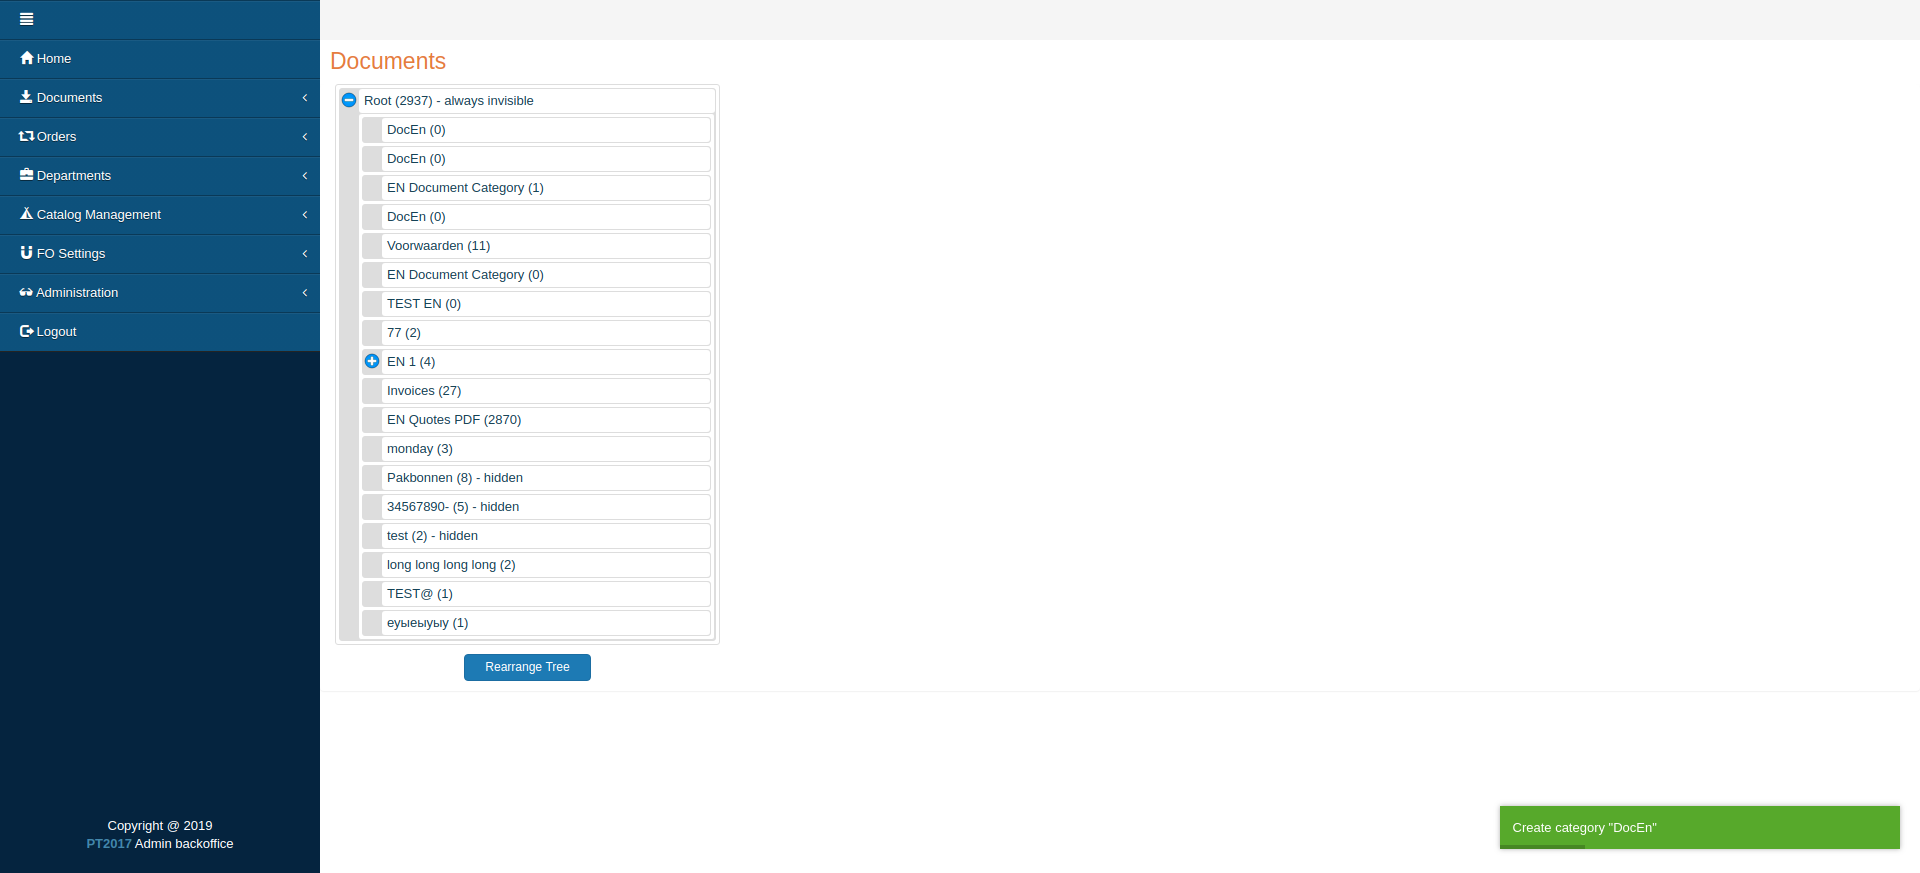 Home
Documents
Orders
Departments
Catalog Management
FO Settings
Administration
Logout
Copyright @ 2019
PT2017 Admin backoffice
Documents
Root (2937) - always invisible
DocEn (0)
DocEn (0)
EN Document Category (1)
DocEn (0)
Voorwaarden (11)
EN Document Category (0)
TEST EN (0)
77 (2)
EN 1 (4)
Invoices (27)
EN Quotes PDF (2870)
monday (3)
Pakbonnen (8) - hidden
34567890- (5) - hidden
test (2) - hidden
long long long long (2)
TEST@ (1)
еуыеыуыу (1)
Rearrange Tree
Create category "DocEn"